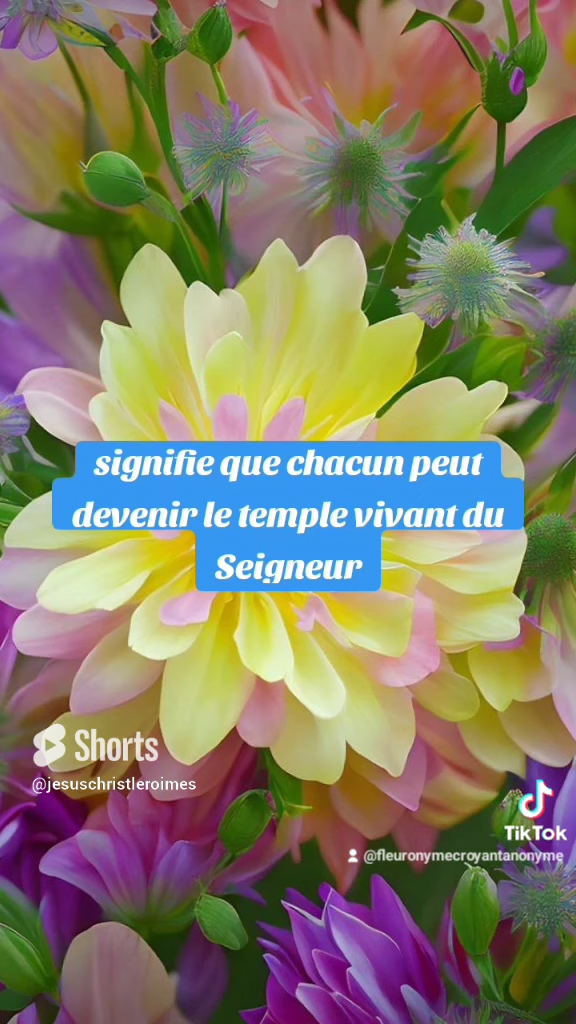 signifie que chacun peut
devenir le temple vivant du
Seigneur
Shorts
@jesuschristleroimes
TikTok
@fleuronymecroyantanonyme